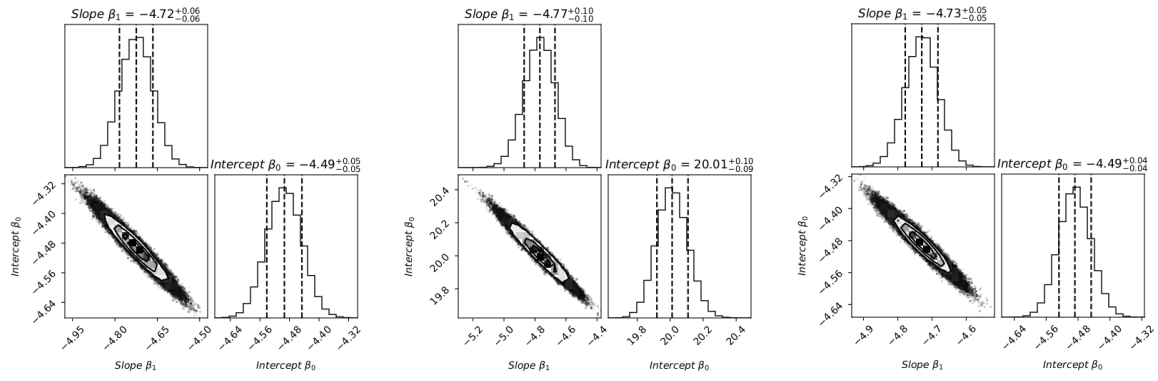 Slope β₁ = −4.72+0.06−0.06
Intercept β₀ = −4.49+0.05−0.05
Intercept β₀
−4.32
−4.40
−4.48
−4.56
−4.64
−4.95
−4.80
−4.65
−4.50
Slope β₁
−4.64
−4.56
−4.48
−4.40
−4.32
Intercept β₀
Slope β₁ = −4.77+0.10−0.10
Intercept β₀ = 20.01+0.10−0.09
Intercept β₀
20.4
20.2
20.0
19.8
−5.2
−5.0
−4.8
−4.6
−4.4
Slope β₁
19.8
20.0
20.2
20.4
Intercept β₀
Slope β₁ = −4.73+0.05−0.05
Intercept β₀ = −4.49+0.04−0.04
Intercept β₀
−4.32
−4.40
−4.48
−4.56
−4.64
−4.9
−4.8
−4.7
−4.6
Slope β₁
−4.64
−4.56
−4.48
−4.40
−4.32
Intercept β₀